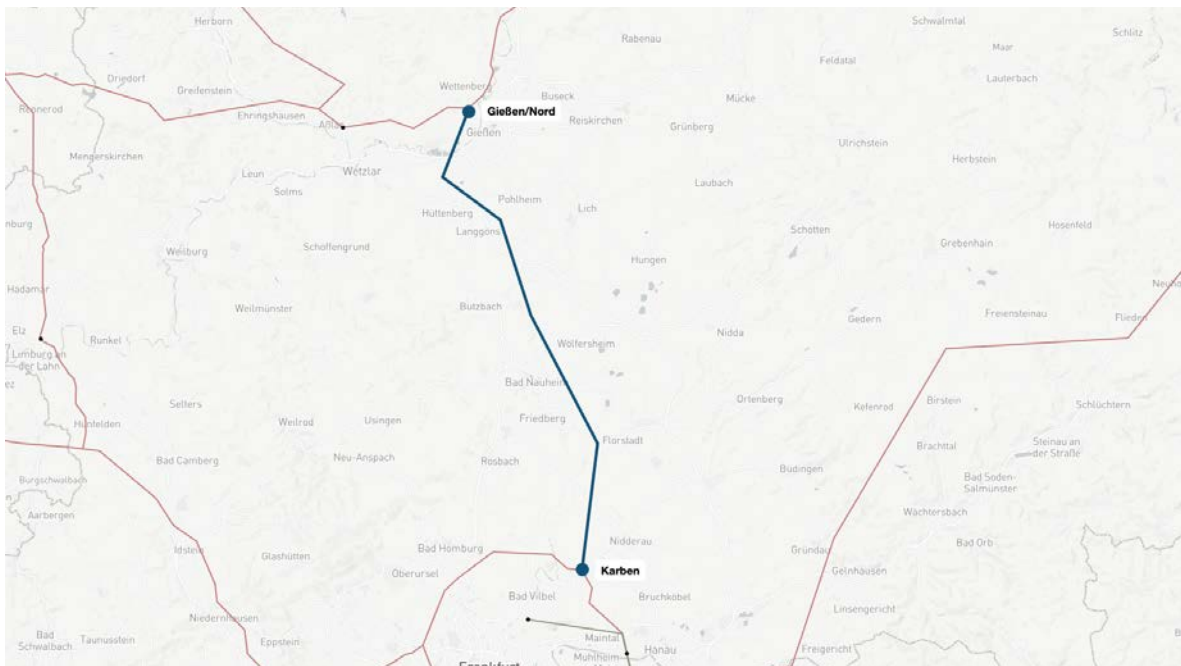 Herborn
Schwalmtal
Rabenau
Maar
Schlitz
Feldatal
Driedorf
Lauterbach
Greifenstein
Wettenberg
Buseck
Mücke
Rennerod
Ehringshausen
Aßlar
Gießen/Nord
Reiskirchen
Gießen
Grünberg
Ulrichstein
Mengerskirchen
Herbstein
Leun
Wetzlar
Laubach
Solms
Pohlheim
Lich
Hüttenberg
Langgöns
Schotten
Hosenfeld
Grebenhain
Weilburg
Schöffengrund
Hungen
Hadamar
Weilmünster
Butzbach
Gedern
Freiensteinau
Flieden
Elz
Runkel
Limburg an
der Lahn
Nidda
Wölfersheim
Bad Nauheim
Ortenberg
Kefenrod
Birstein
Schlüchtern
Selters
Weilrod
Usingen
Friedberg
Hünfelden
Florstadt
Brachttal
Steinau an
der Straße
Bad Camberg
Neu-Anspach
Rosbach
Büdingen
Bad Soden-
Salmünster
Burgschwalbach
Aarbergen
Wächtersbach
Idstein
Glashütten
Bad Homburg
Nidderau
Gründau
Bad Orb
Oberursel
Karben
Gelnhausen
Bad Vilbel
Bruchköbel
Linsengericht
Niedernhausen
Bad
Schwalbach
Taunusstein
Eppstein
Maintal
Hanau
Freigericht
Mühlheim
Frankfurt